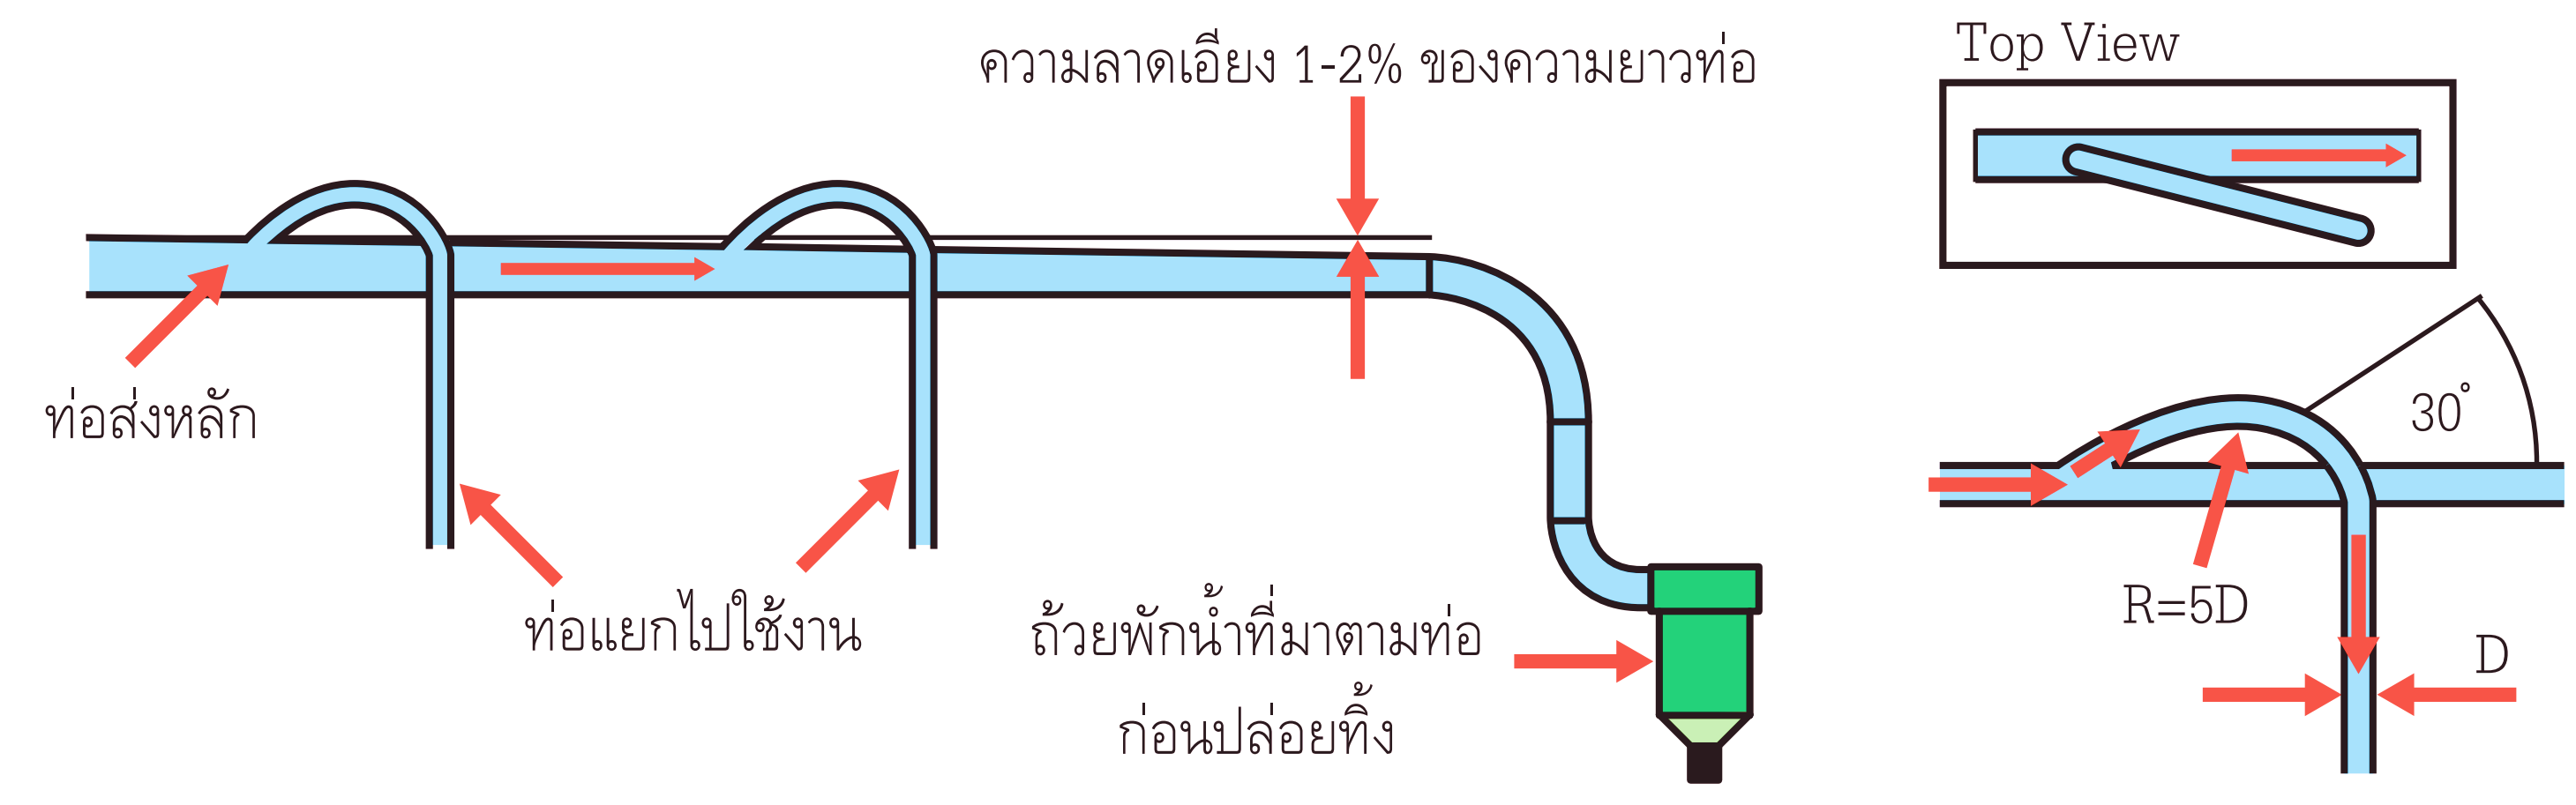 ความลาดเอียง 1-2% ของความยาวท่อ
Top View
ท่อส่งหลัก
30°
ท่อแยกไปใช้งาน
ถ้วยพักน้ำที่มาตามท่อ
ก่อนปล่อยทิ้ง
R=5D
D